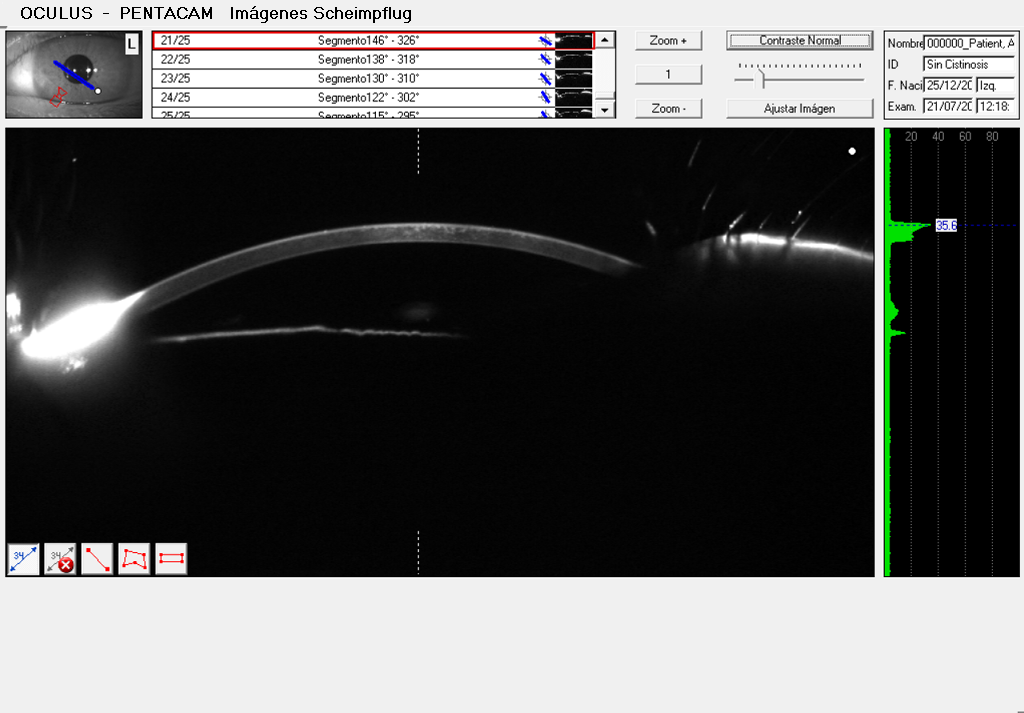 OCULUS - PENTACAM Imágenes Scheimpflug
L
21/25 Segmento146° - 326°
22/25 Segmento138° - 318°
23/25 Segmento130° - 310°
24/25 Segmento122° - 302°
25/25 Segmento115° - 295°
Zoom +
1
Zoom -
Contraste Normal
Ajustar Imágen
Nombre 000000_Patient, A
ID Sin Cistinosis
F. Naci 25/12/20 Izq.
Exam. 21/07/20 12:18:
20 40 60 80
35.6
34
34